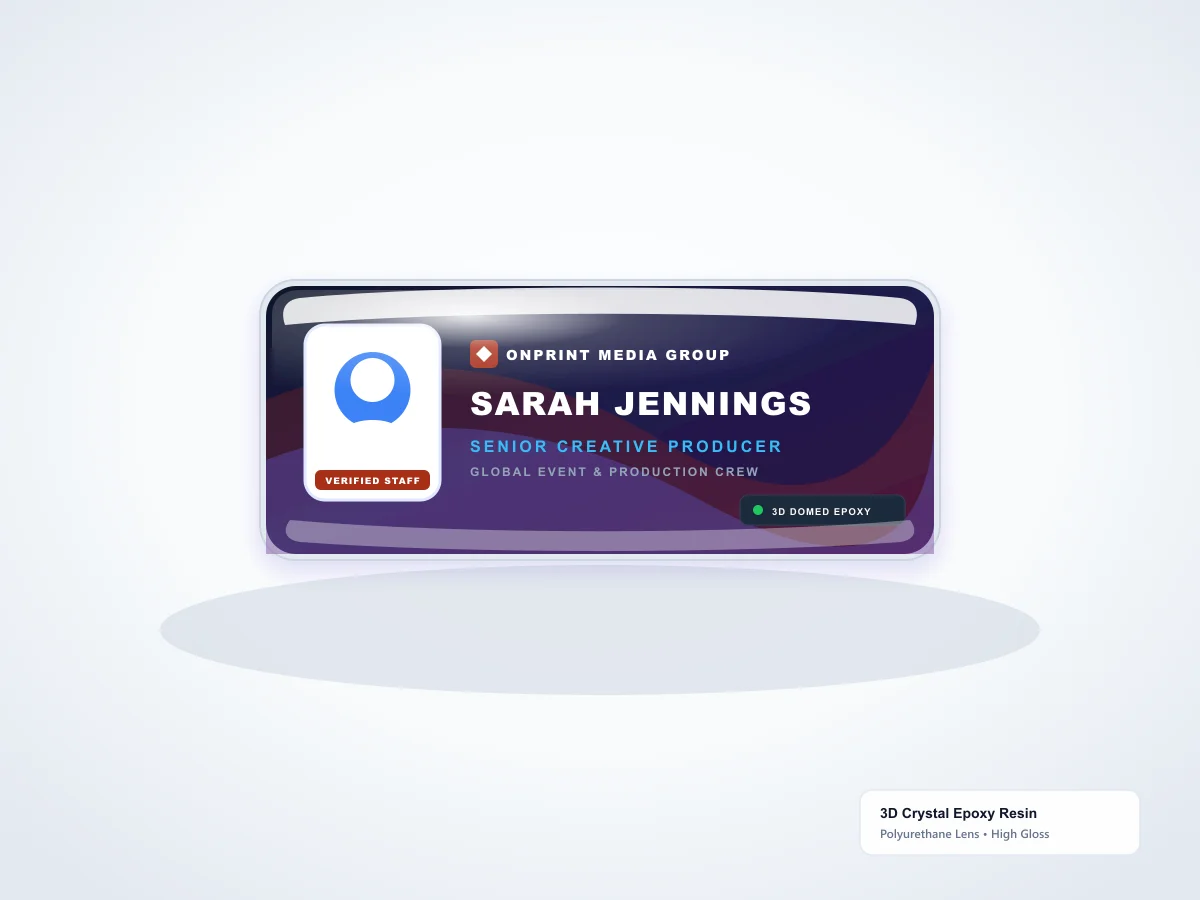 ONPRINT MEDIA GROUP
SARAH JENNINGS
SENIOR CREATIVE PRODUCER
GLOBAL EVENT & PRODUCTION CREW
VERIFIED STAFF
3D DOMED EPOXY
3D Crystal Epoxy Resin
Polyurethane Lens • High Gloss